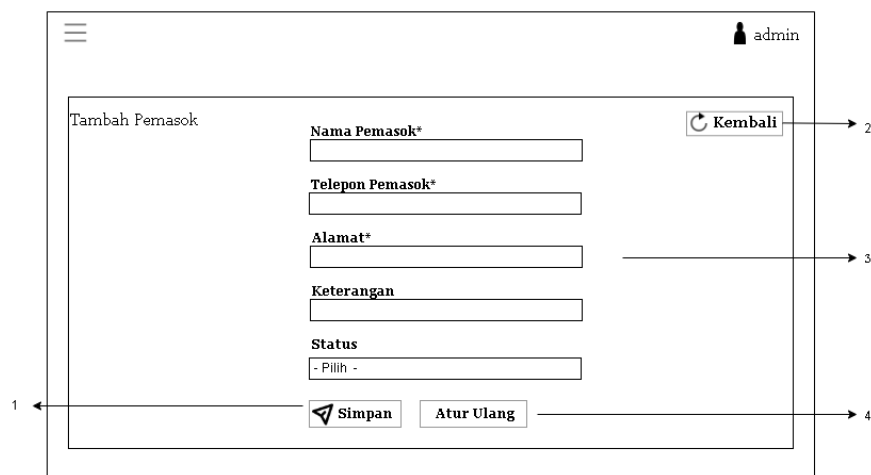 admin
Tambah Pemasok
Kembali
2
Nama Pemasok*
Telepon Pemasok*
Alamat*
3
Keterangan
Status
- Pilih -
1
Simpan
Atur Ulang
4